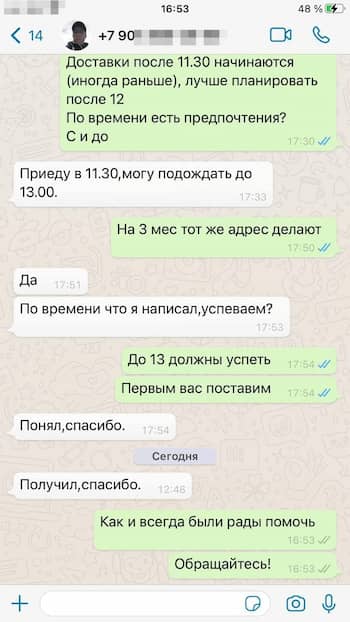 16:53
48 %
14
+7 90
Доставки после 11.30 начинаются
(иногда раньше), лучше планировать
после 12
По времени есть предпочтения?
С и до
17:30
Приеду в 11.30,могу подождать до
13.00.
17:33
На 3 мес тот же адрес делают
17:50
Да
17:51
По времени что я написал,успеваем?
17:53
До 13 должны успеть
17:54
Первым вас поставим
17:54
Понял,спасибо.
17:54
Сегодня
Получил,спасибо.
12:46
Как и всегда были рады помочь
16:53
Обращайтесь!
16:53